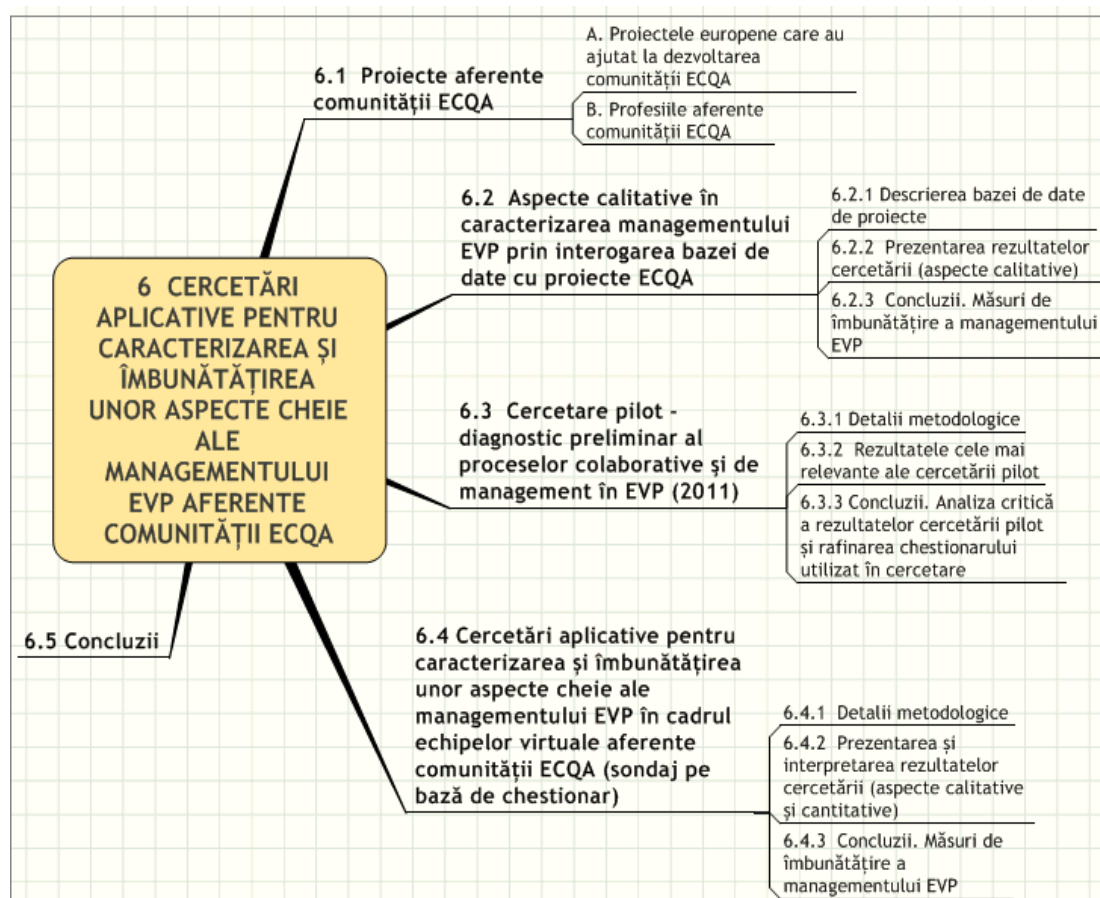 6 CERCETĂRI
APLICATIVE PENTRU
CARACTERIZAREA ȘI
ÎMBUNĂTĂȚIREA
UNOR ASPECTE CHEIE
ALE
MANAGEMENTULUI
EVP AFERENTE
COMUNITĂȚII ECQA
6.1 Proiecte aferente
comunității ECQA
A. Proiectele europene care au
ajutat la dezvoltarea
comunității ECQA
B. Profesiile aferente
comunității ECQA
6.2 Aspecte calitative în
caracterizarea managementului
EVP prin interogarea bazei de
date cu proiecte ECQA
6.2.1 Descrierea bazei de date
de proiecte
6.2.2 Prezentarea rezultatelor
cercetării (aspecte calitative)
6.2.3 Concluzii. Măsuri de
îmbunătățire a managementului
EVP
6.3 Cercetare pilot -
diagnostic preliminar al
proceselor colaborative şi de
management în EVP (2011)
6.3.1 Detalii metodologice
6.3.2 Rezultatele cele mai
relevante ale cercetării pilot
6.3.3 Concluzii. Analiza critică
a rezultatelor cercetării pilot
și rafinarea chestionarului
utilizat în cercetare
6.4 Cercetări aplicative pentru
caracterizarea și îmbunătățirea
unor aspecte cheie ale
managementului EVP în cadrul
echipelor virtuale aferente
comunității ECQA (sondaj pe
bază de chestionar)
6.4.1 Detalii metodologice
6.4.2 Prezentarea și
interpretarea rezultatelor
cercetării (aspecte calitative
și cantitative)
6.4.3 Concluzii. Măsuri de
îmbunătățire a
managementului EVP
6.5 Concluzii